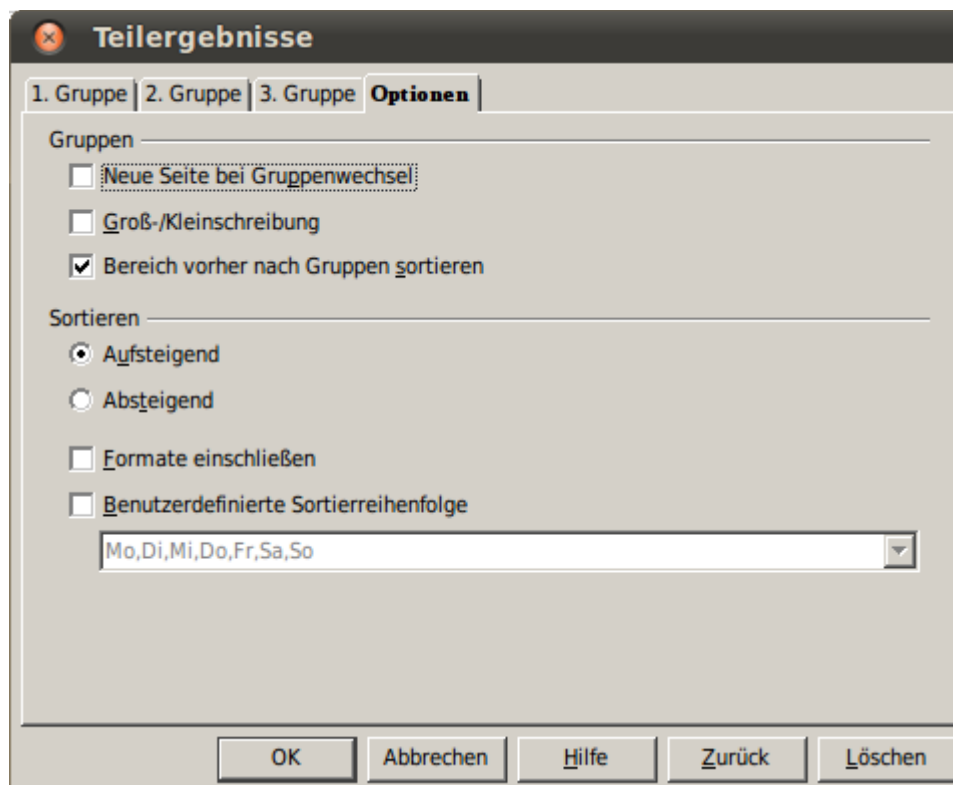 Teilergebnisse
1. Gruppe 2. Gruppe 3. Gruppe Optionen
Gruppen
Neue Seite bei Gruppenwechsel
Groß-/Kleinschreibung
Bereich vorher nach Gruppen sortieren
Sortieren
Aufsteigend
Absteigend
Formate einschließen
Benutzerdefinierte Sortierreihenfolge
Mo,Di,Mi,Do,Fr,Sa,So
OK Abbrechen Hilfe Zurück Löschen